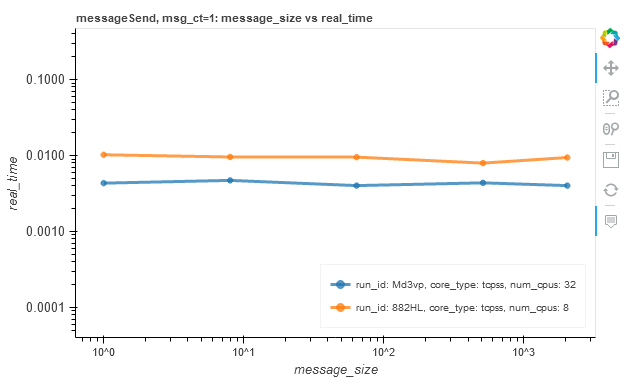 messageSend, msg_ct=1: message_size vs real_time
0.1000
0.0100
0.0010
0.0001
real_time
run_id: Md3vp, core_type: tcpss, num_cpus: 32
run_id: 882HL, core_type: tcpss, num_cpus: 8
10^0
10^1
10^2
10^3
message_size